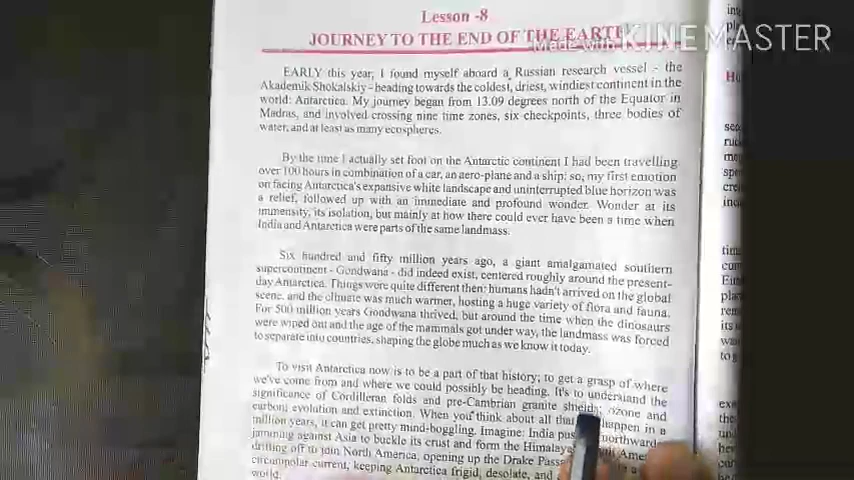 Lesson -8
JOURNEY TO THE END OF THE EARTH
Made with KINEMASTER
EARLY this year, I found myself aboard a Russian research vessel - the
Akademik Shokalskiy - heading towards the coldest, driest, windiest continent in the
world: Antarctica. My journey began from 13.09 degrees north of the Equator in
Madras, and involved crossing nine time zones, six checkpoints, three bodies of
water, and at least as many ecospheres.
By the time I actually set foot on the Antarctic continent I had been travelling
over 100 hours in combination of a car, an aero-plane and a ship: so, my first emotion
on facing Antarctica's expansive white landscape and uninterrupted blue horizon was
a relief, followed up with an immediate and profound wonder. Wonder at its
immensity, its isolation, but mainly at how there could ever have been a time when
India and Antarctica were parts of the same landmass.
Six hundred and fifty million years ago, a giant amalgamated southern
supercontinent - Gondwana - did indeed exist, centered roughly around the present-
day Antarctica. Things were quite different then: humans hadn't arrived on the global
scene, and the climate was much warmer, hosting a huge variety of flora and fauna.
For 500 million years Gondwana thrived, but around the time when the dinosaurs
were wiped out and the age of the mammals got under way, the landmass was forced
to separate into countries, shaping the globe much as we know it today.
To visit Antarctica now is to be a part of that history; to get a grasp of where
we've come from and where we could possibly be heading. It's to understand the
significance of Cordilleran folds and pre-Cambrian granite shields; ozone and
carbon; evolution and extinction. When you think about all that happen in a
million years, it can get pretty mind-boggling. Imagine: India northward
jamming against Asia to buckle its crust and form the
drifting off to join North America, opening up the Drake
circumpolar current, keeping Antarctica frigid, desolate, and
world.